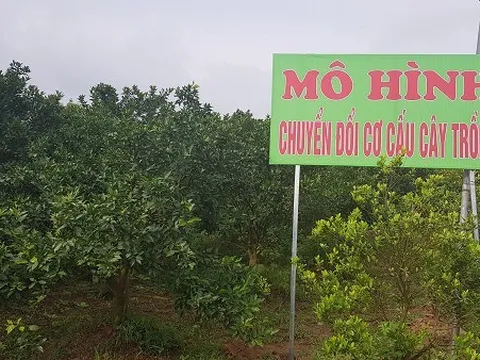 MÔ HÌNH
CHUYỂN ĐỔI CƠ CẤU CÂY TRỒ